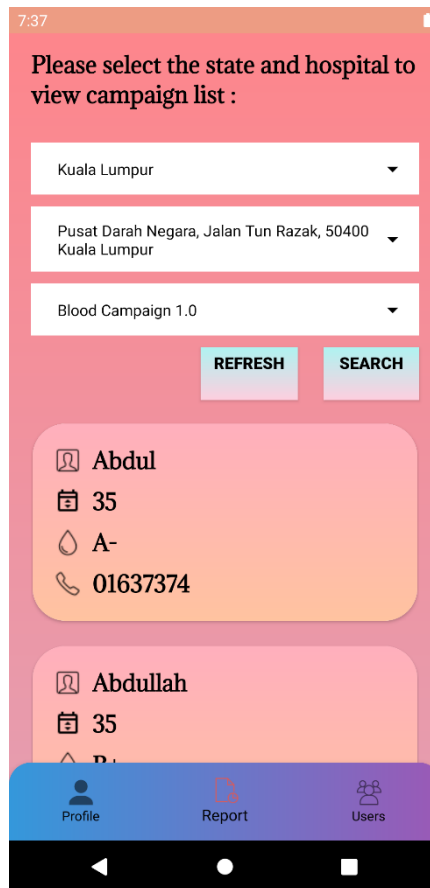 7:37
Please select the state and hospital to
view campaign list :
Kuala Lumpur
Pusat Darah Negara, Jalan Tun Razak, 50400
Kuala Lumpur
Blood Campaign 1.0
REFRESH SEARCH
Abdul
35
A-
01637374
Abdullah
35
Profile Report Users